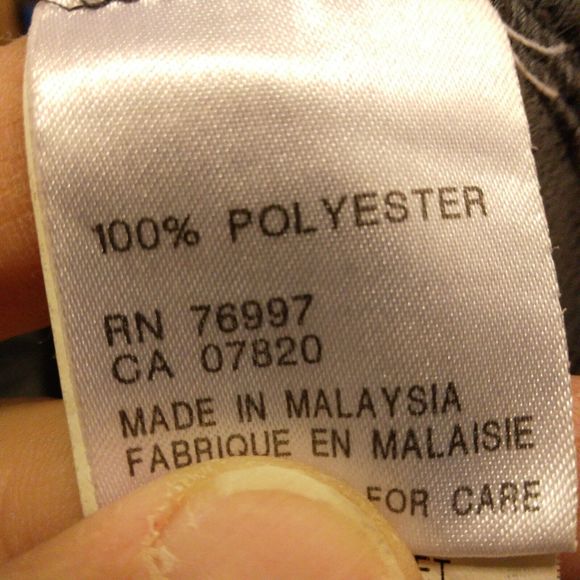 100% POLYESTER
RN 76997
CA 07820
MADE IN MALAYSIA
FABRIQUE EN MALAISIE
FOR CARE